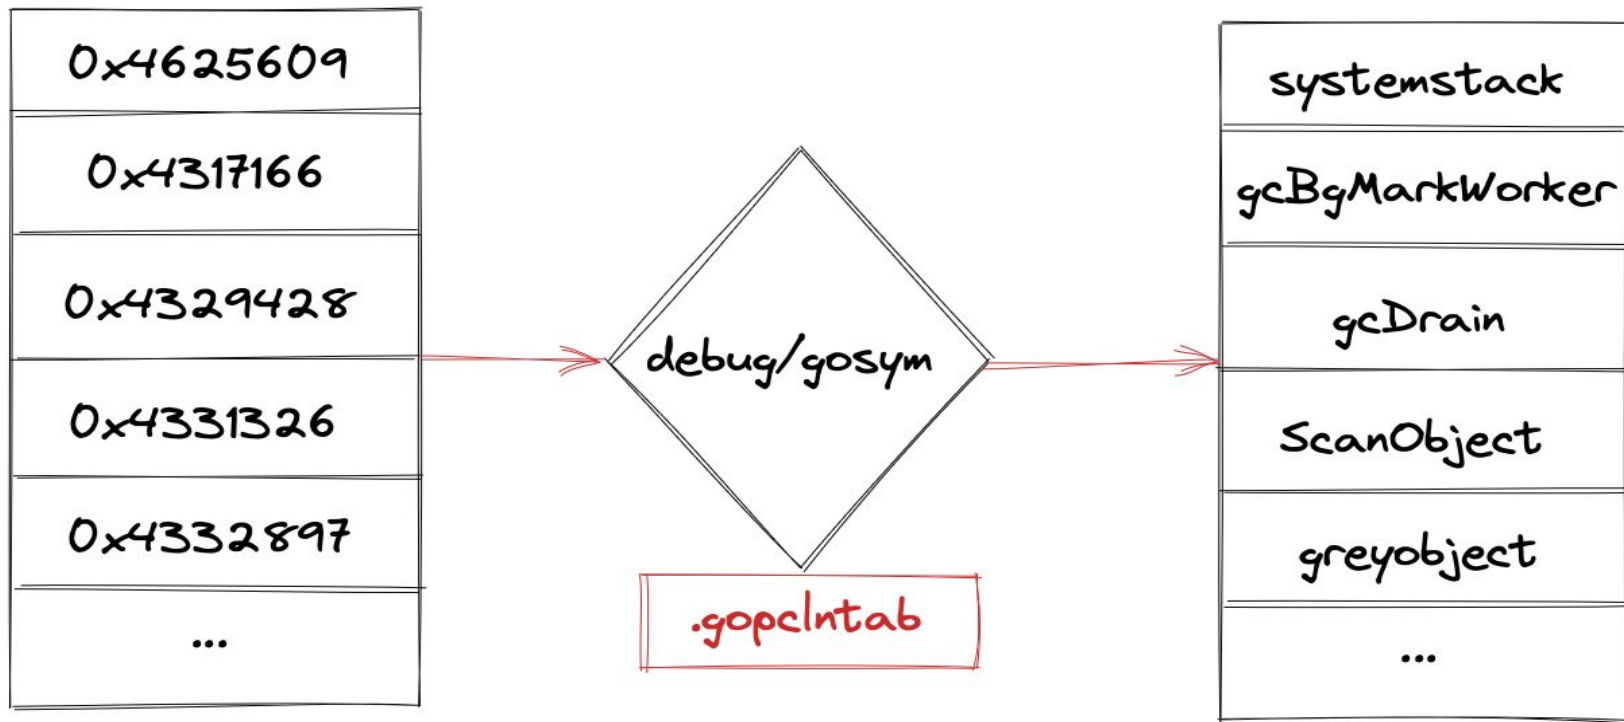 0x4625609
0x4317166
0x4329428
0x4331326
0x4332897
...
debug/gosym
.gopclntab
systemstack
gcBgMarkWorker
gcDrain
ScanObject
greyobject
...